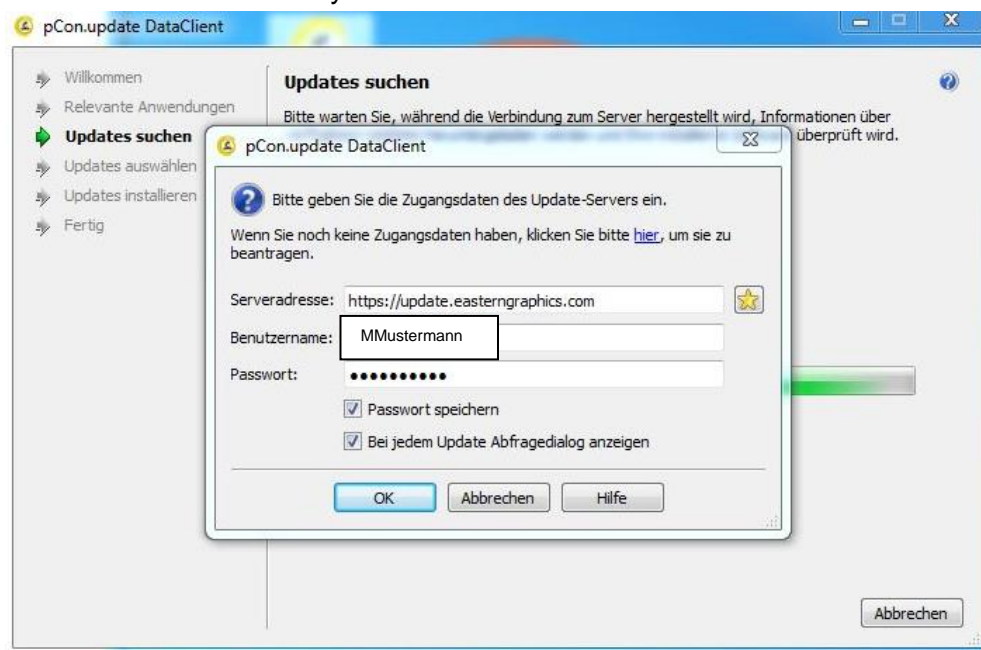 pCon.update DataClient
Willkommen
Relevante Anwendungen
Updates suchen
Updates auswählen
Updates installieren
Fertig
Updates suchen
Bitte warten Sie, während die Verbindung zum Server hergestellt wird, Informationen über
überprüft wird.
pCon.update DataClient
Bitte geben Sie die Zugangsdaten des Update-Servers ein.
Wenn Sie noch keine Zugangsdaten haben, klicken Sie bitte hier, um sie zu
beantragen.
Serveradresse: https://update.easterngraphics.com
Benutzername: MMustermann
Passwort: ●●●●●●●●●●
Passwort speichern
Bei jedem Update Abfragedialog anzeigen
OK Abbrechen Hilfe
Abbrechen